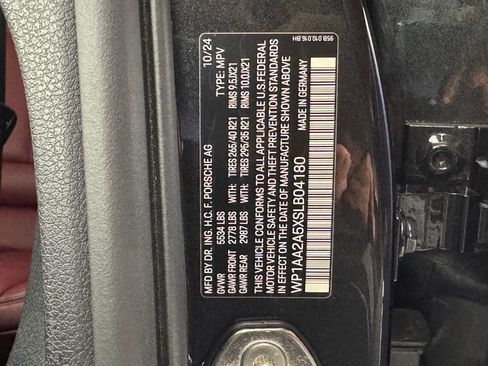 95B.010.016.BH
MFD BY DR. ING. H.C. F. PORSCHE AG 10/24
GVWR 5534 LBS TYPE: MPV
GAWR FRONT 2778 LBS WITH: TIRES 265/40 R21 RIMS 9.5JX21
GAWR REAR 2987 LBS WITH: TIRES 295/35 R21 RIMS 10.0JX21
THIS VEHICLE CONFORMS TO ALL APPLICABLE U.S. FEDERAL
MOTOR VEHICLE SAFETY AND THEFT PREVENTION STANDARDS
IN EFFECT ON THE DATE OF MANUFACTURE SHOWN ABOVE
WP1AA2A5XSLB04180
MADE IN GERMANY